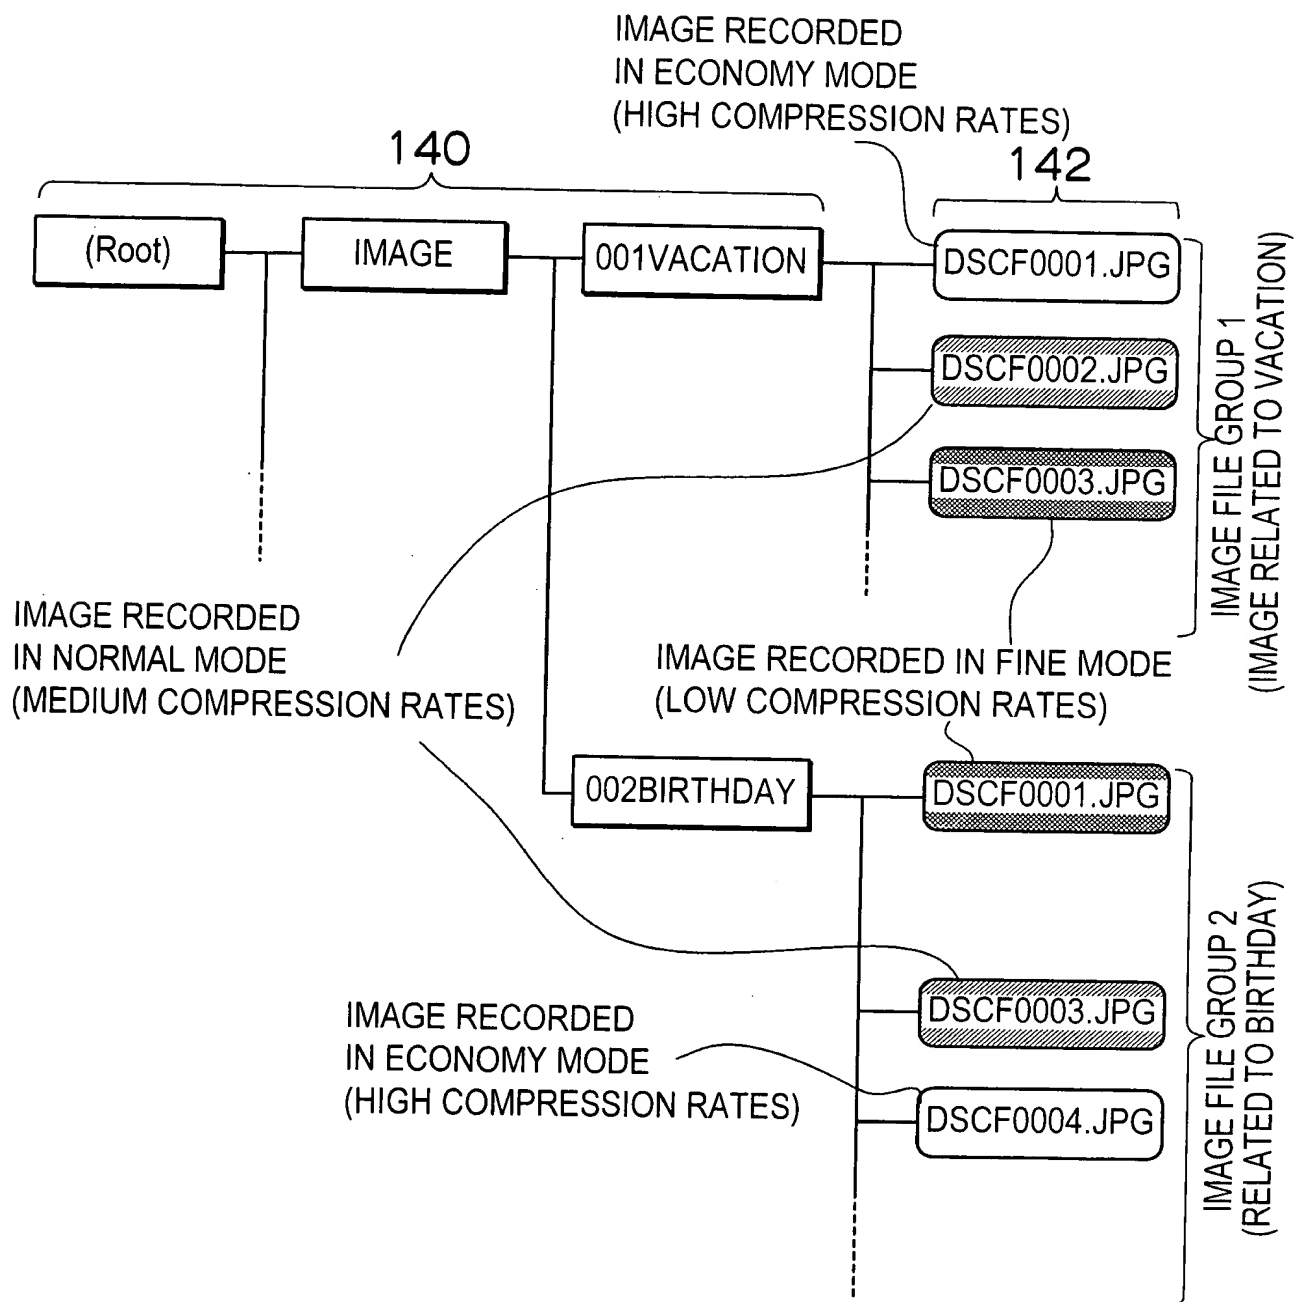 IMAGE RECORDED
IN ECONOMY MODE
(HIGH COMPRESSION RATES)
140
142
(Root)
IMAGE
001VACATION
DSCF0001.JPG
DSCF0002.JPG
DSCF0003.JPG
IMAGE FILE GROUP 1
(IMAGE RELATED TO VACATION)
IMAGE RECORDED
IN NORMAL MODE
(MEDIUM COMPRESSION RATES)
IMAGE RECORDED IN FINE MODE
(LOW COMPRESSION RATES)
002BIRTHDAY
DSCF0001.JPG
DSCF0003.JPG
DSCF0004.JPG
IMAGE FILE GROUP 2
(RELATED TO BIRTHDAY)
IMAGE RECORDED
IN ECONOMY MODE
(HIGH COMPRESSION RATES)